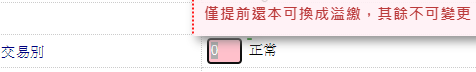 僅提前還本可換成溢繳，其餘不可變更
交易別 0 正常